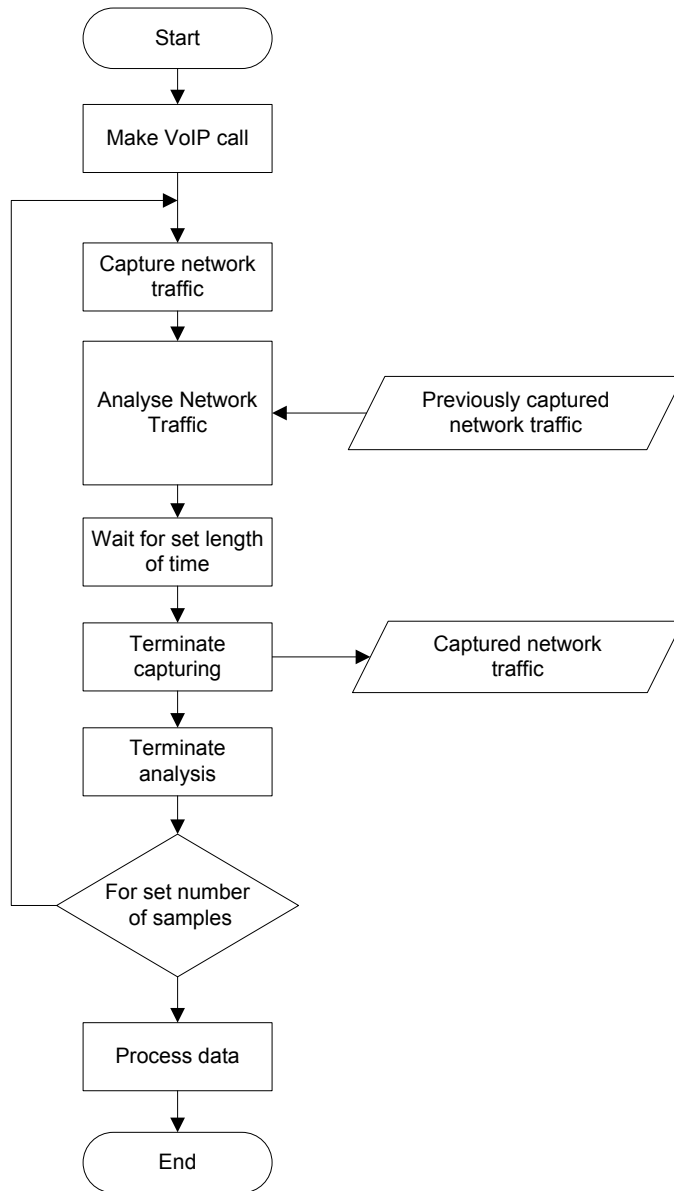 Start
Make VoIP call
Capture network
traffic
Analyse Network
Traffic
Previously captured
network traffic
Wait for set length
of time
Terminate
capturing
Captured network
traffic
Terminate
analysis
For set number
of samples
Process data
End